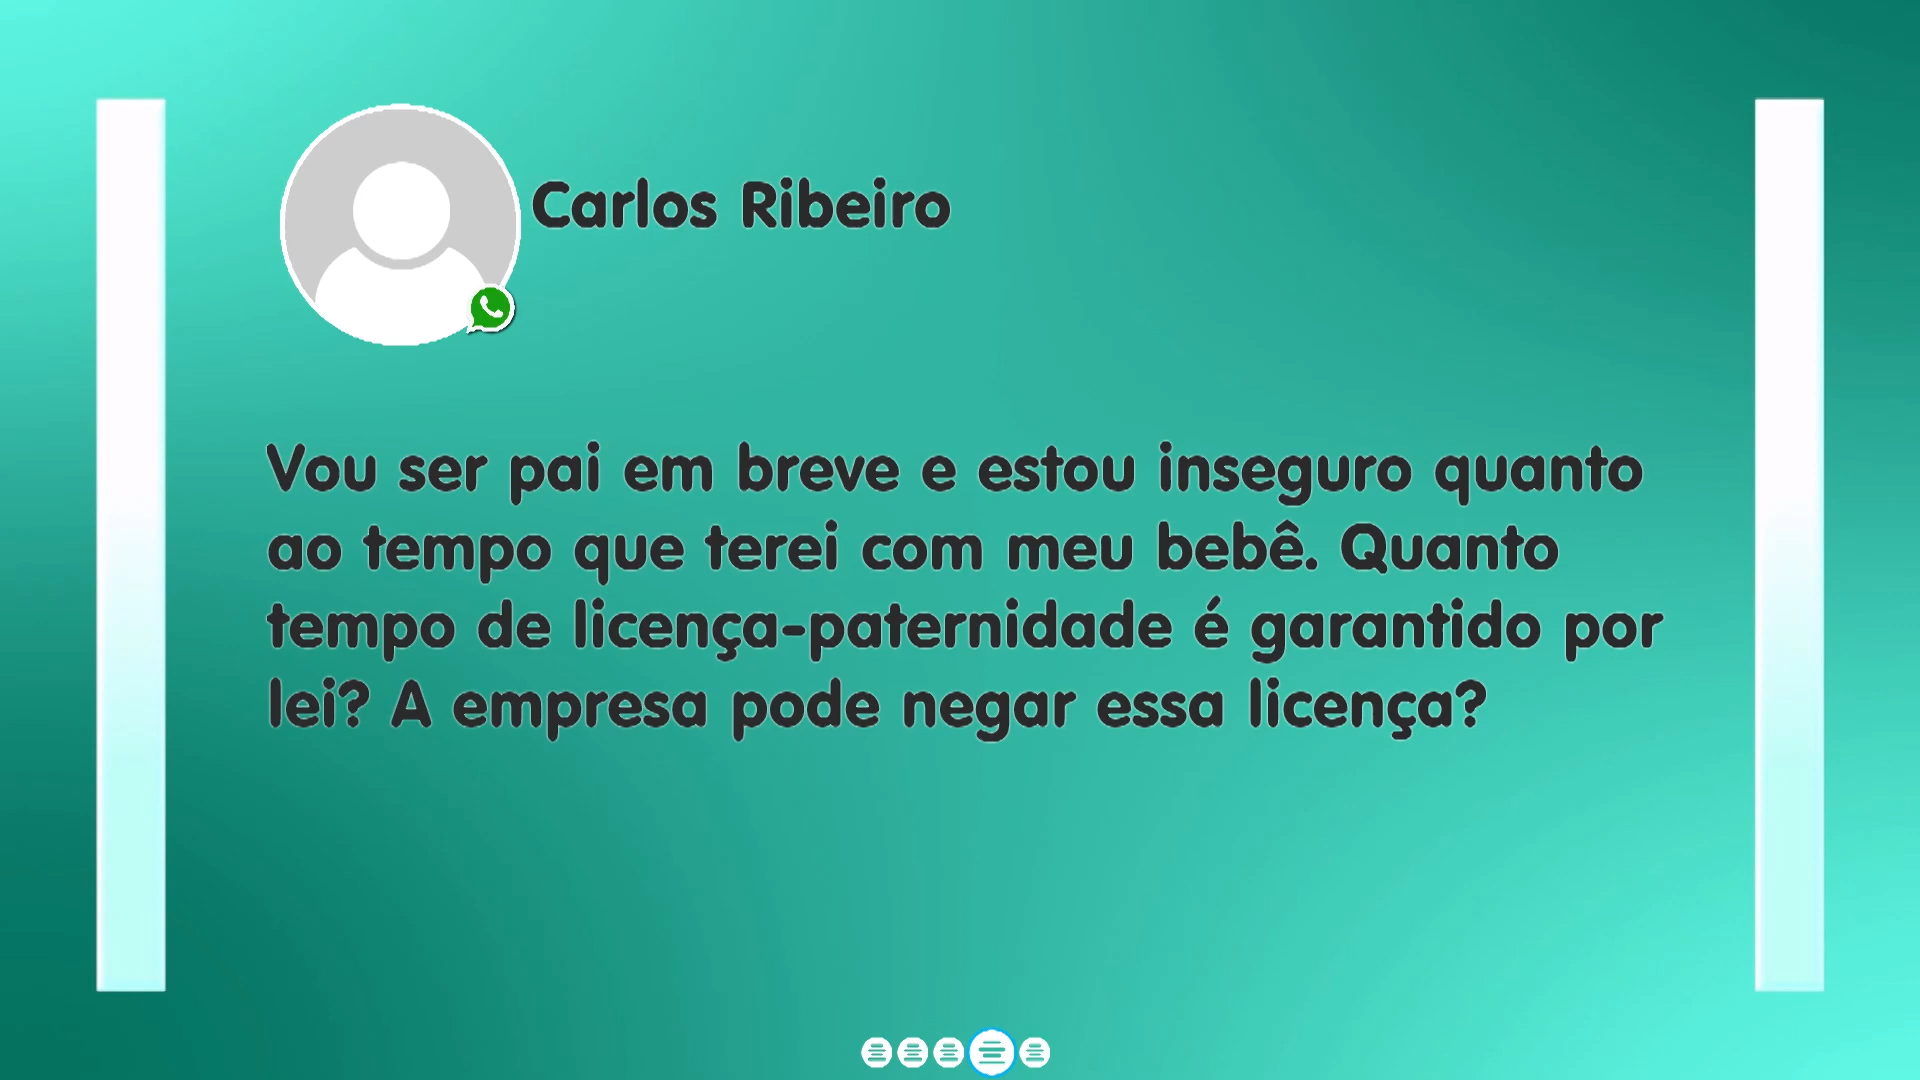 Carlos Ribeiro
Vou ser pai em breve e estou inseguro quanto
ao tempo que terei com meu bebê. Quanto
tempo de licença-paternidade é garantido por
lei? A empresa pode negar essa licença?